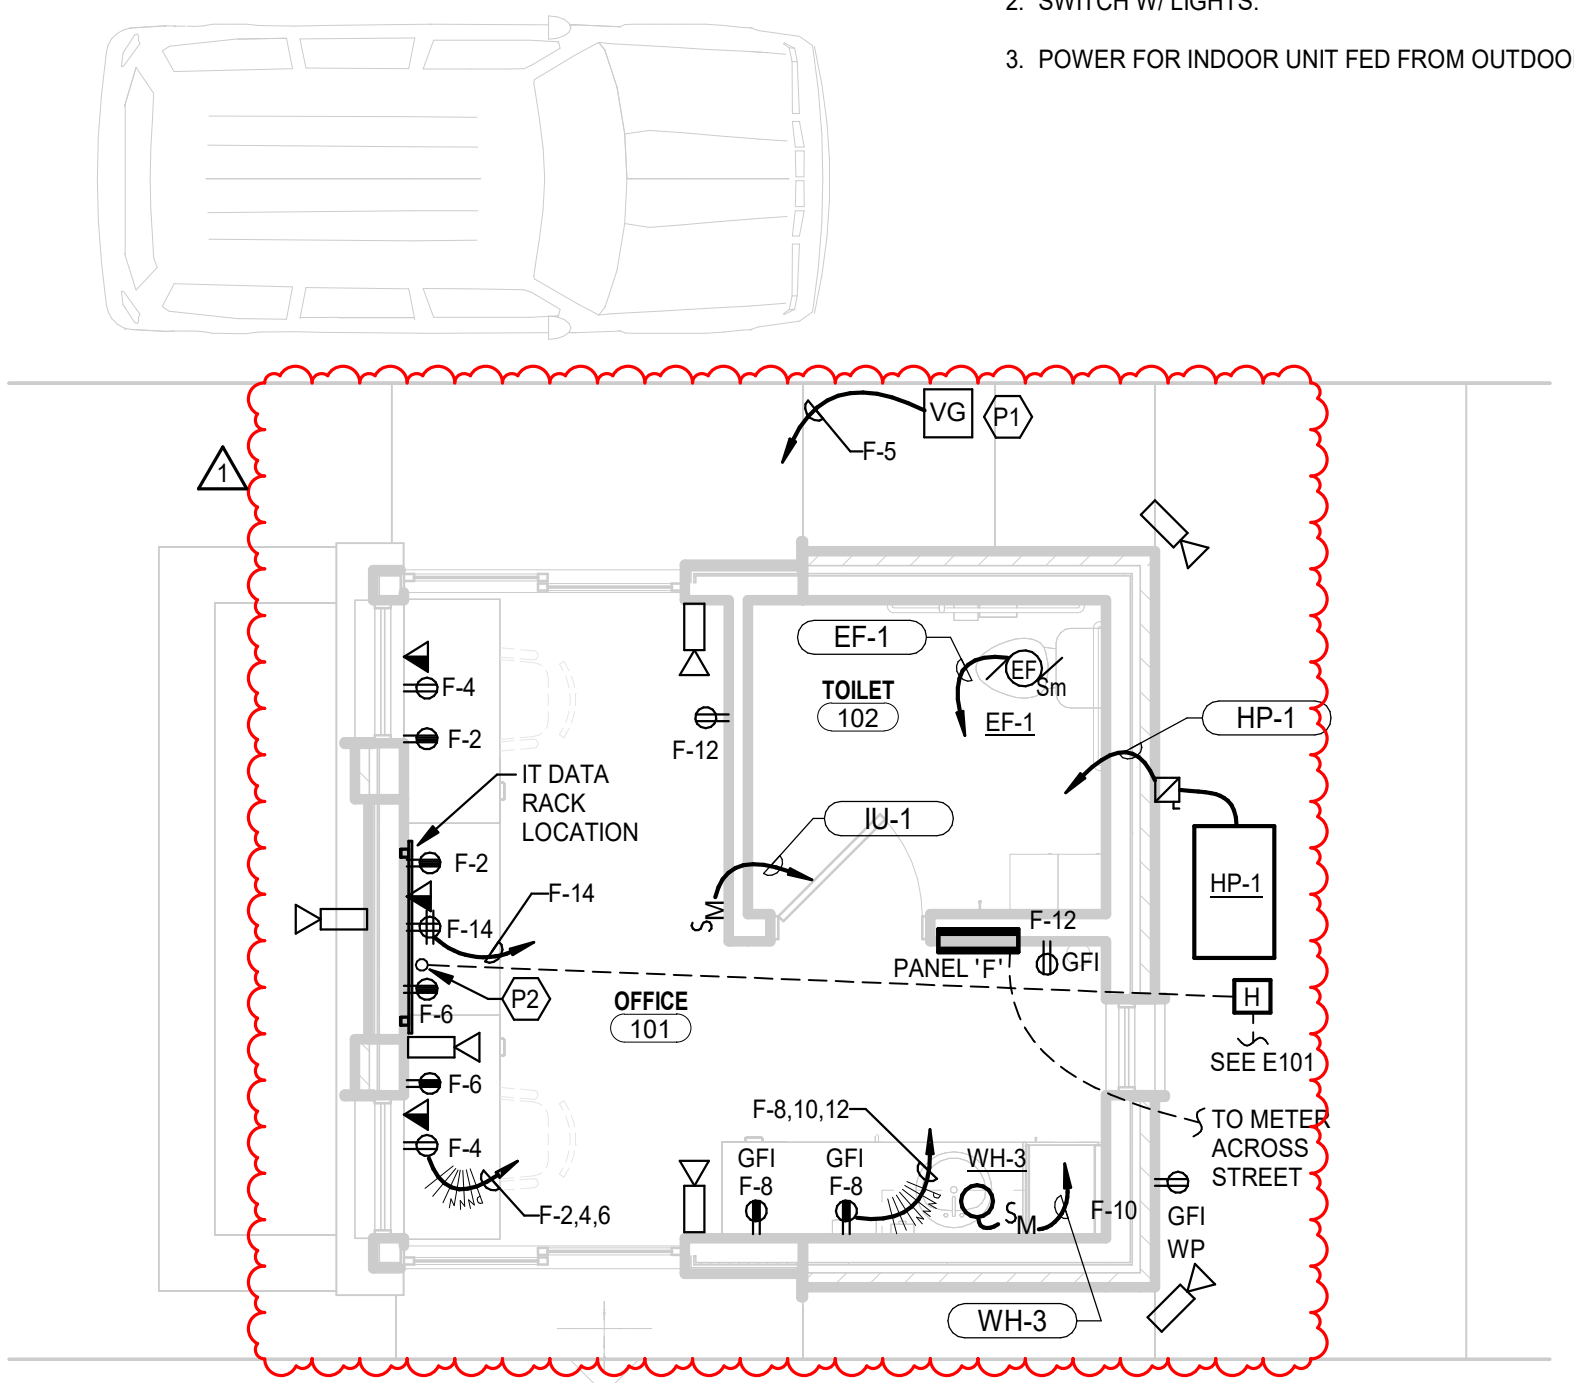 2. SWITCH W/ LIGHTS.
3. POWER FOR INDOOR UNIT FED FROM OUTDOO
VG
P1
F-5
1
EF-1
EF
Sm
F-4
TOILET
102
EF-1
HP-1
F-2
F-12
IT DATA
RACK
LOCATION
IU-1
F-2
HP-1
F-14
SM
F-14
F-12
PANEL 'F'
GFI
P2
H
F-6
OFFICE
101
SEE E101
F-6
F-8,10,12
TO METER
ACROSS
STREET
F-4
GFI
F-8
GFI
F-8
WH-3
F-2,4,6
SM
F-10
GFI
WP
WH-3